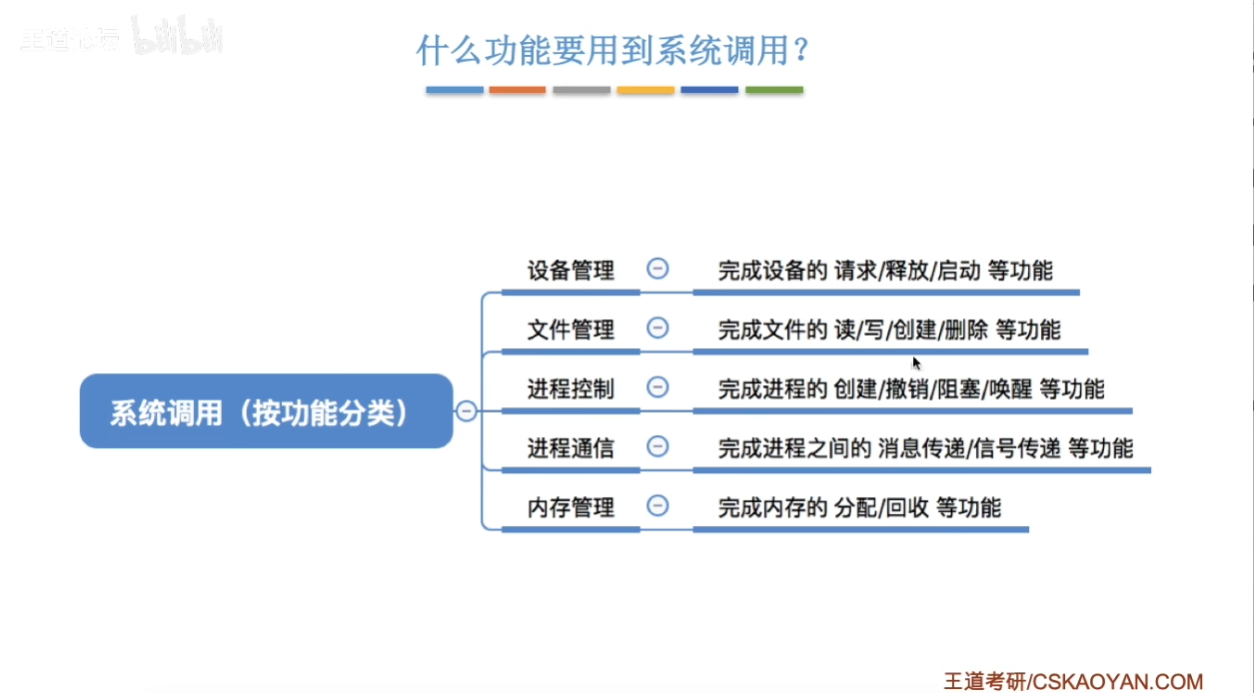 王道论坛 bilibili
什么功能要用到系统调用？
设备管理 完成设备的 请求/释放/启动 等功能
文件管理 完成文件的 读/写/创建/删除 等功能
进程控制 完成进程的 创建/撤销/阻塞/唤醒 等功能
系统调用（按功能分类）
进程通信 完成进程之间的 消息传递/信号传递 等功能
内存管理 完成内存的 分配/回收 等功能
王道考研/CSKAOYAN.COM